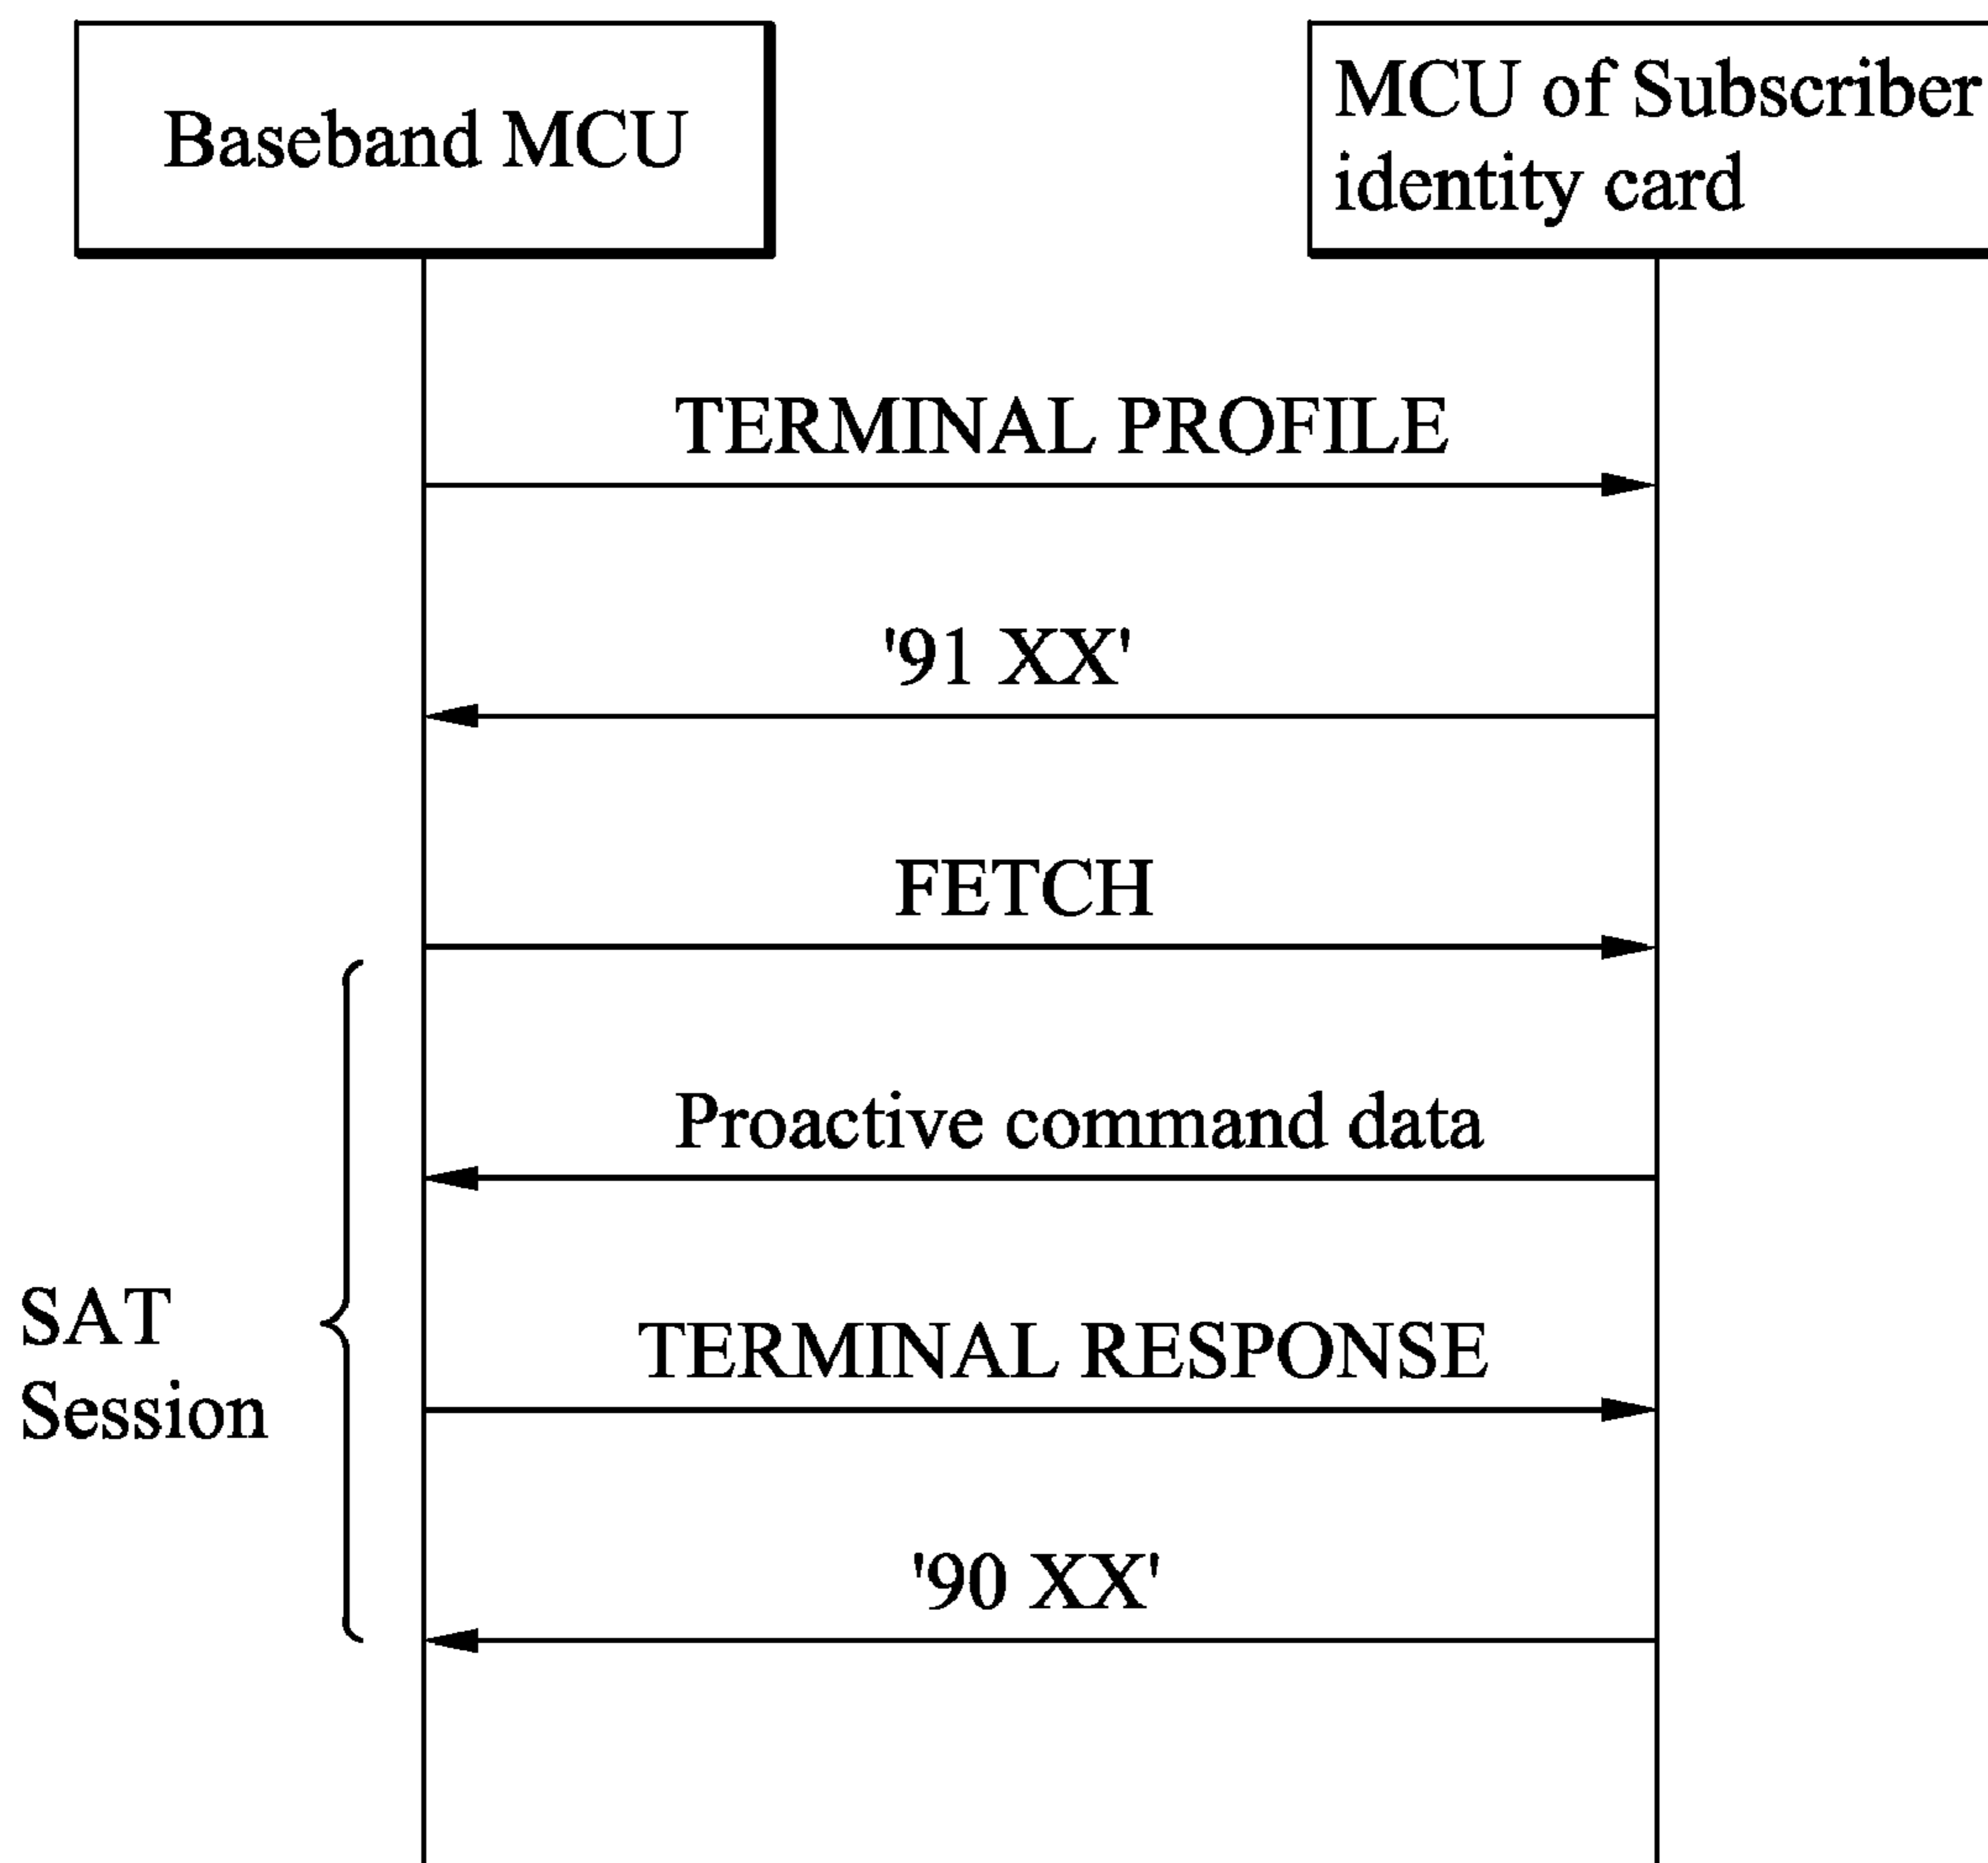 Baseband MCU
MCU of Subscriber
identity card
TERMINAL PROFILE
'91 XX'
FETCH
Proactive command data
SAT
Session
TERMINAL RESPONSE
'90 XX'